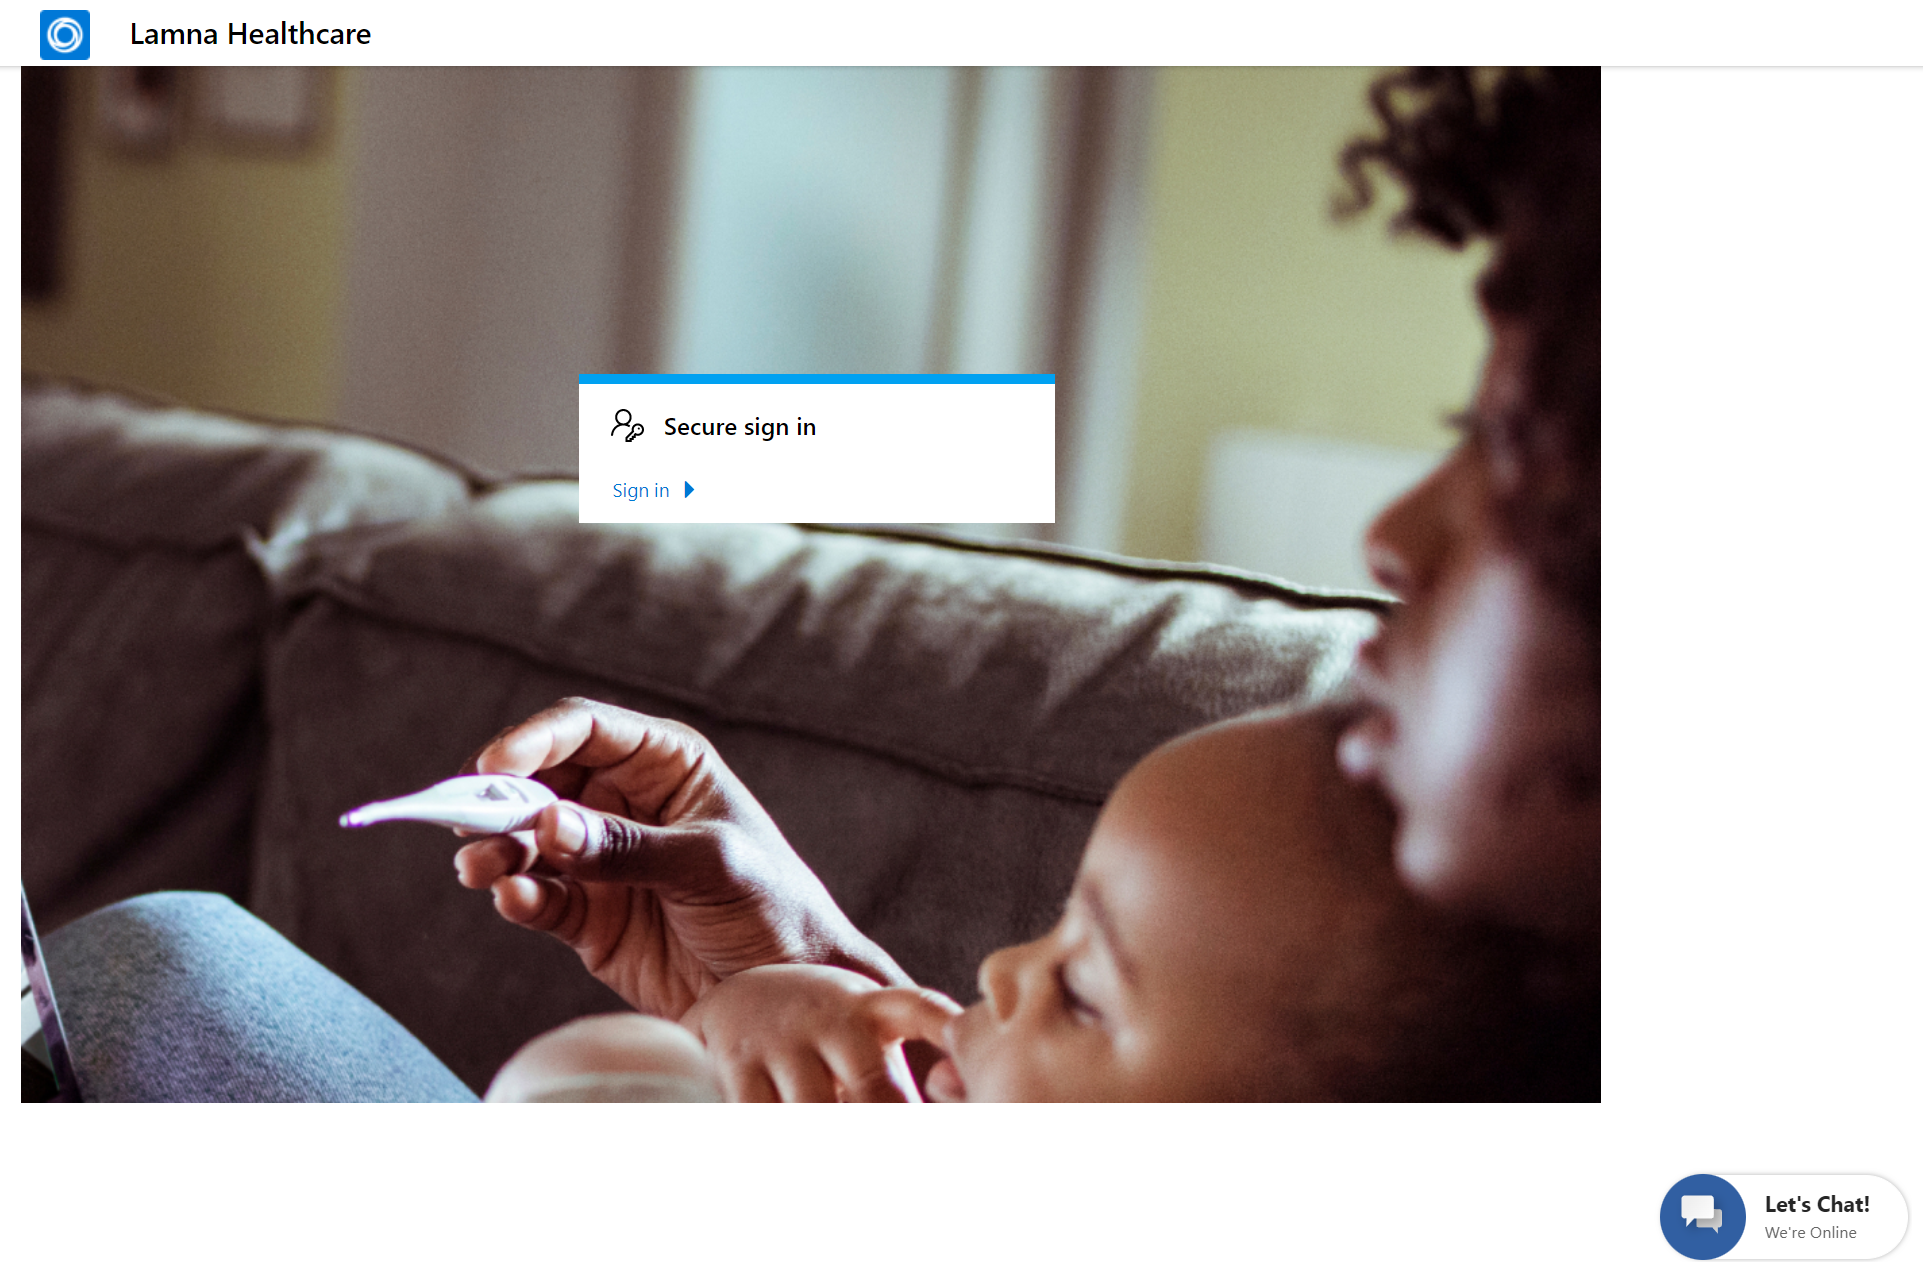 Lamna Healthcare
Secure sign in
Sign in
Let's Chat!
We're Online